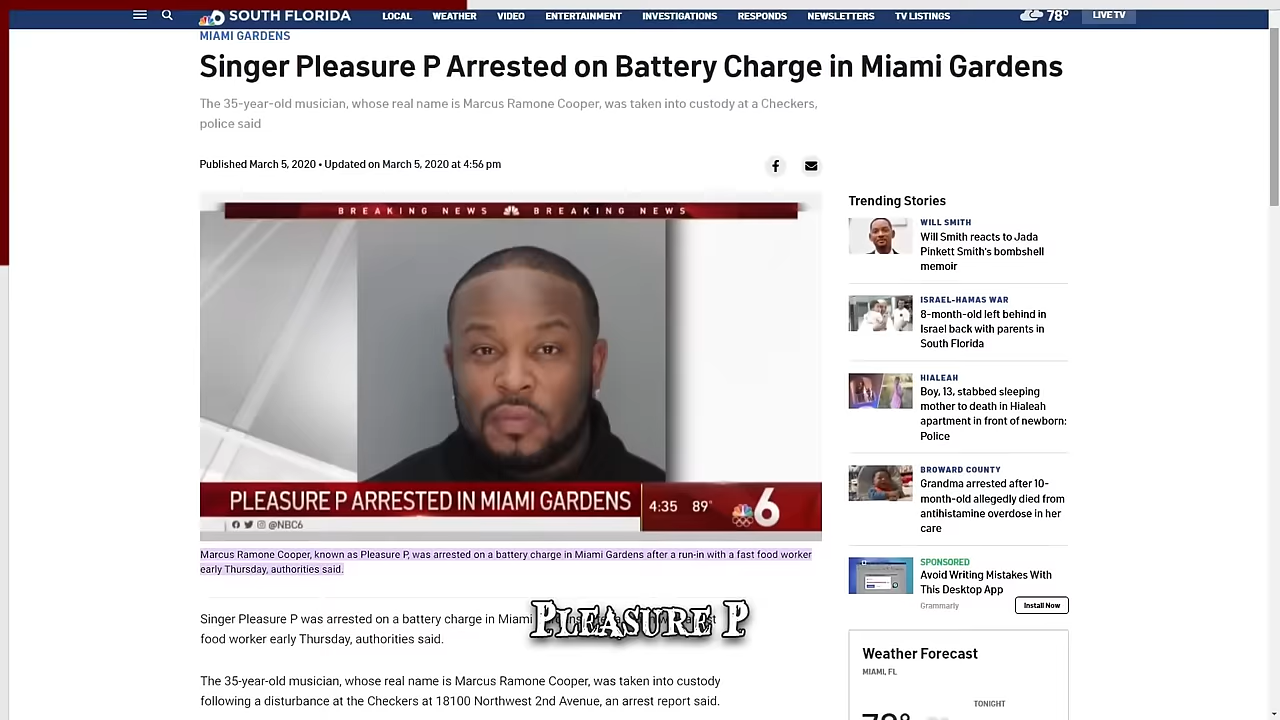 6 SOUTH FLORIDA LOCAL WEATHER VIDEO ENTERTAINMENT INVESTIGATIONS RESPONDS NEWSLETTERS TV LISTINGS 78° LIVE TV
MIAMI GARDENS
Singer Pleasure P Arrested on Battery Charge in Miami Gardens
The 35-year-old musician, whose real name is Marcus Ramone Cooper, was taken into custody at a Checkers,
police said
Published March 5, 2020 • Updated on March 5, 2020 at 4:56 pm
BREAKING NEWS BREAKING NEWS
PLEASURE P ARRESTED IN MIAMI GARDENS 4:35 89° 6
@NBC6
Marcus Ramone Cooper, known as Pleasure P, was arrested on a battery charge in Miami Gardens after a run-in with a fast food worker
early Thursday, authorities said.
Singer Pleasure P was arrested on a battery charge in Miami
food worker early Thursday, authorities said.
PLEASURE P
The 35-year-old musician, whose real name is Marcus Ramone Cooper, was taken into custody
following a disturbance at the Checkers at 18100 Northwest 2nd Avenue, an arrest report said.
Trending Stories
WILL SMITH
Will Smith reacts to Jada
Pinkett Smith's bombshell
memoir
ISRAEL-HAMAS WAR
8-month-old left behind in
Israel back with parents in
South Florida
HIALEAH
Boy, 13, stabbed sleeping
mother to death in Hialeah
apartment in front of newborn:
Police
BROWARD COUNTY
Grandma arrested after 10-
month-old allegedly died from
antihistamine overdose in her
care
SPONSORED
Avoid Writing Mistakes With
This Desktop App
Grammarly Install Now
Weather Forecast
MIAMI, FL
TONIGHT
78°